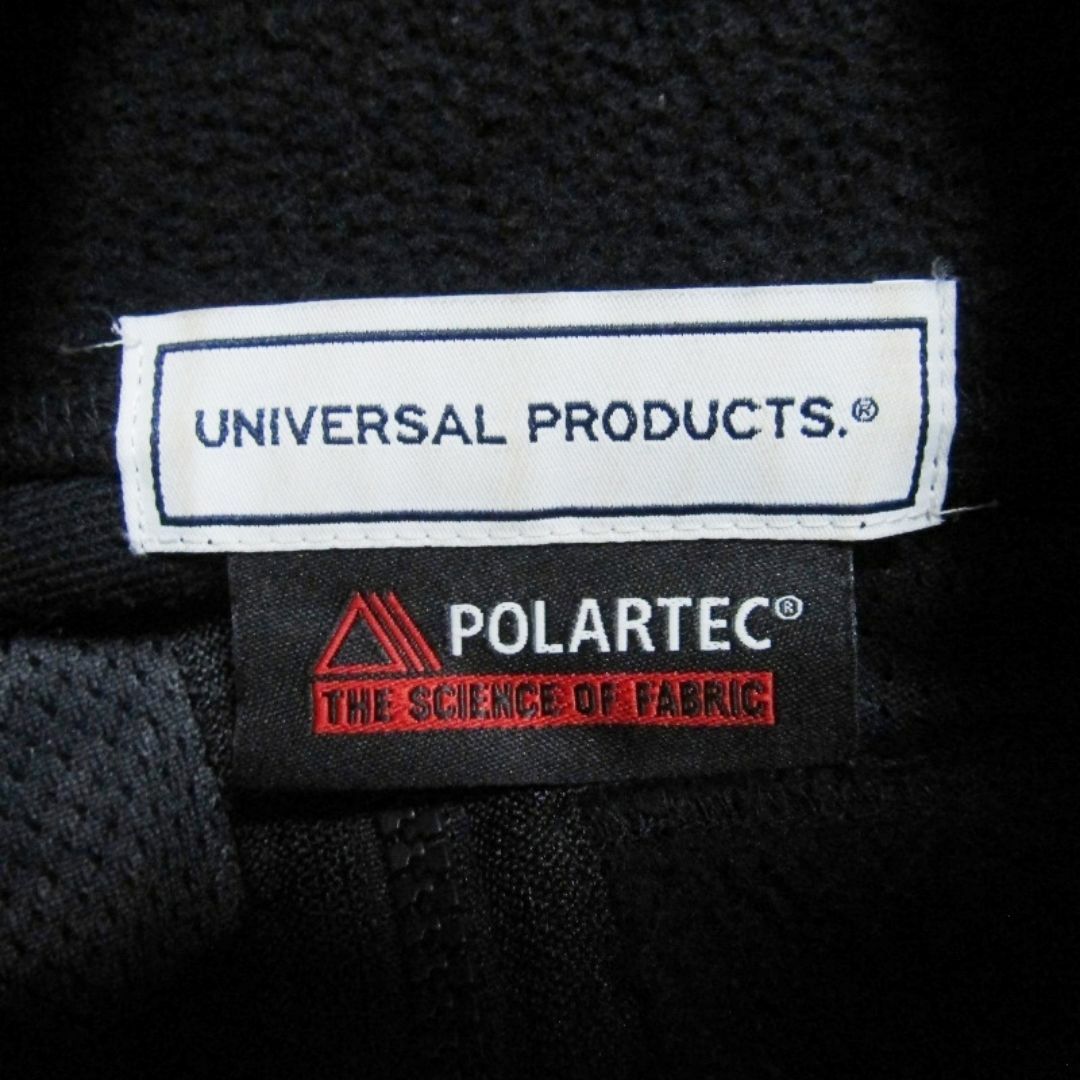 UNIVERSAL PRODUCTS.®
POLARTEC®
THE SCIENCE OF FABRIC